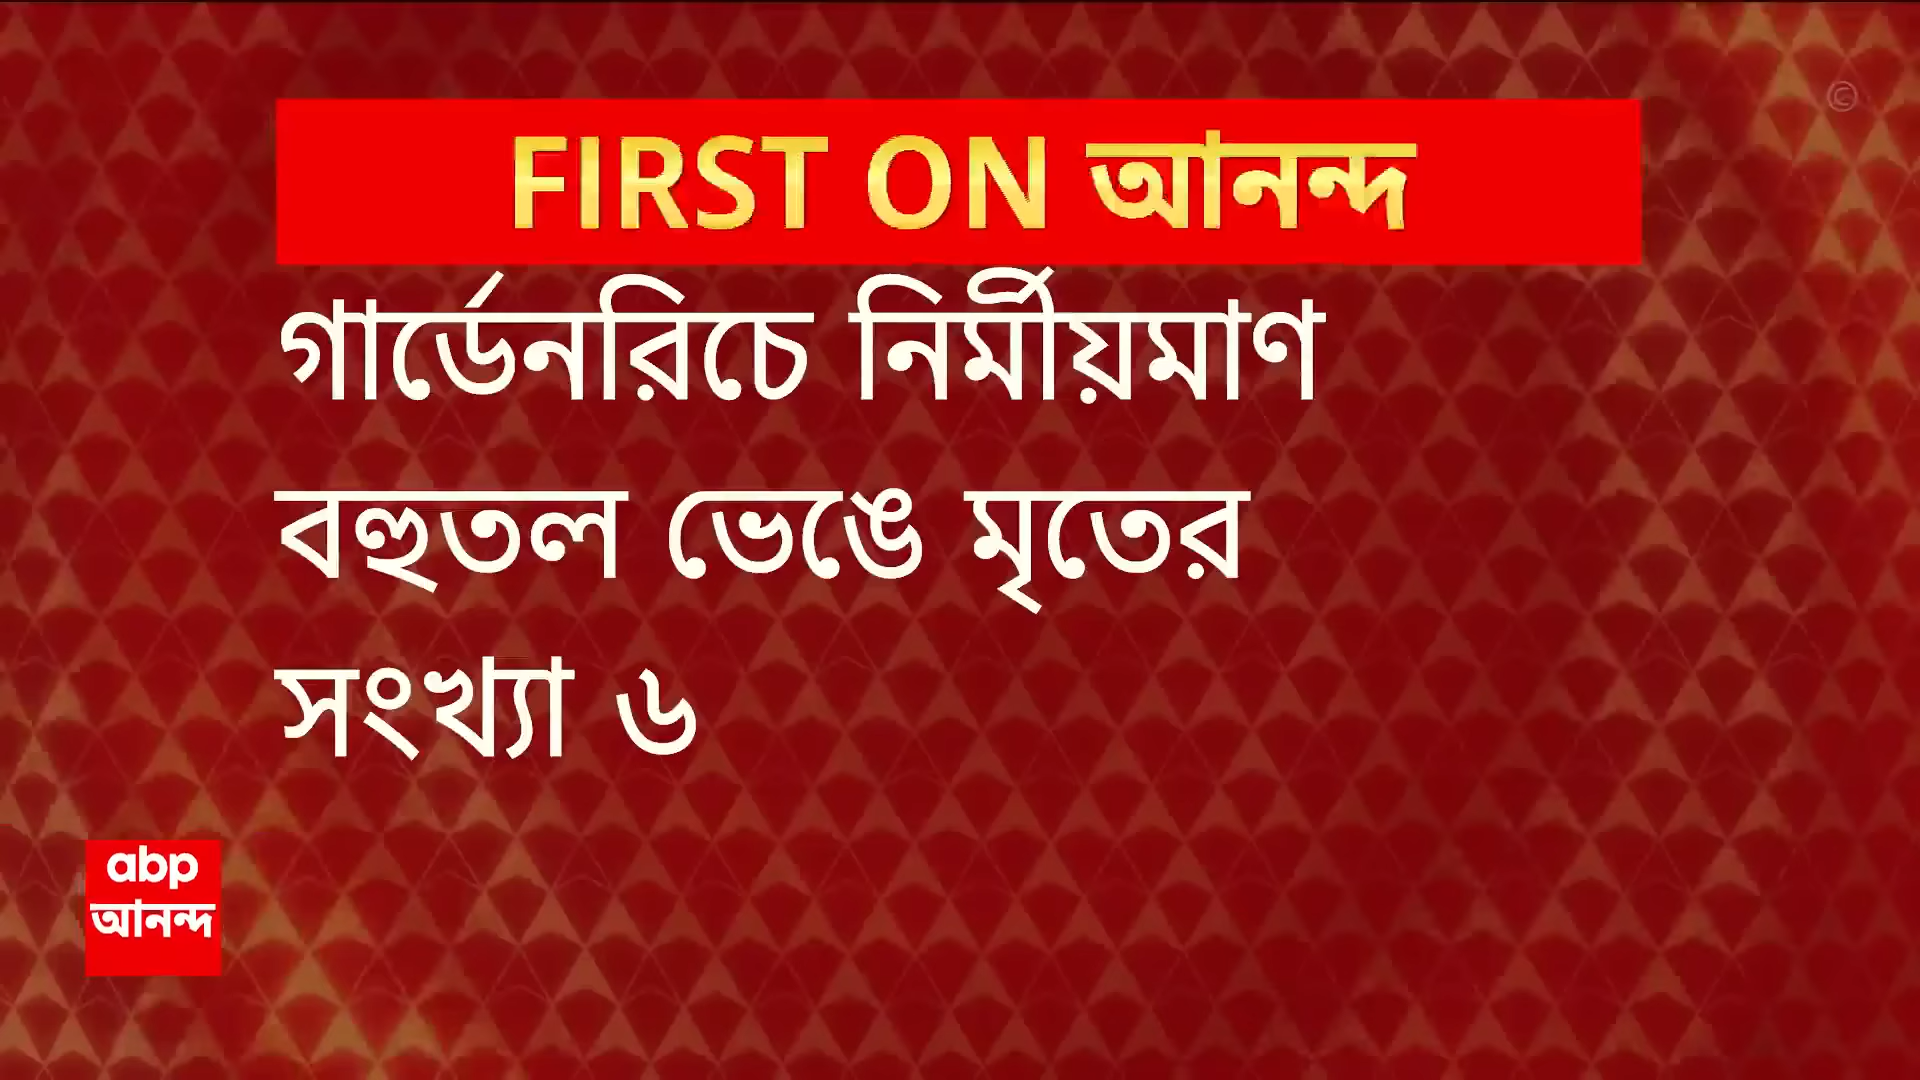 FIRST ON আনন্দ
গার্ডেনরিচে নির্মীয়মাণ
বহুতল ভেঙে মৃতের
সংখ্যা ৬
abp
আনন্দ
©